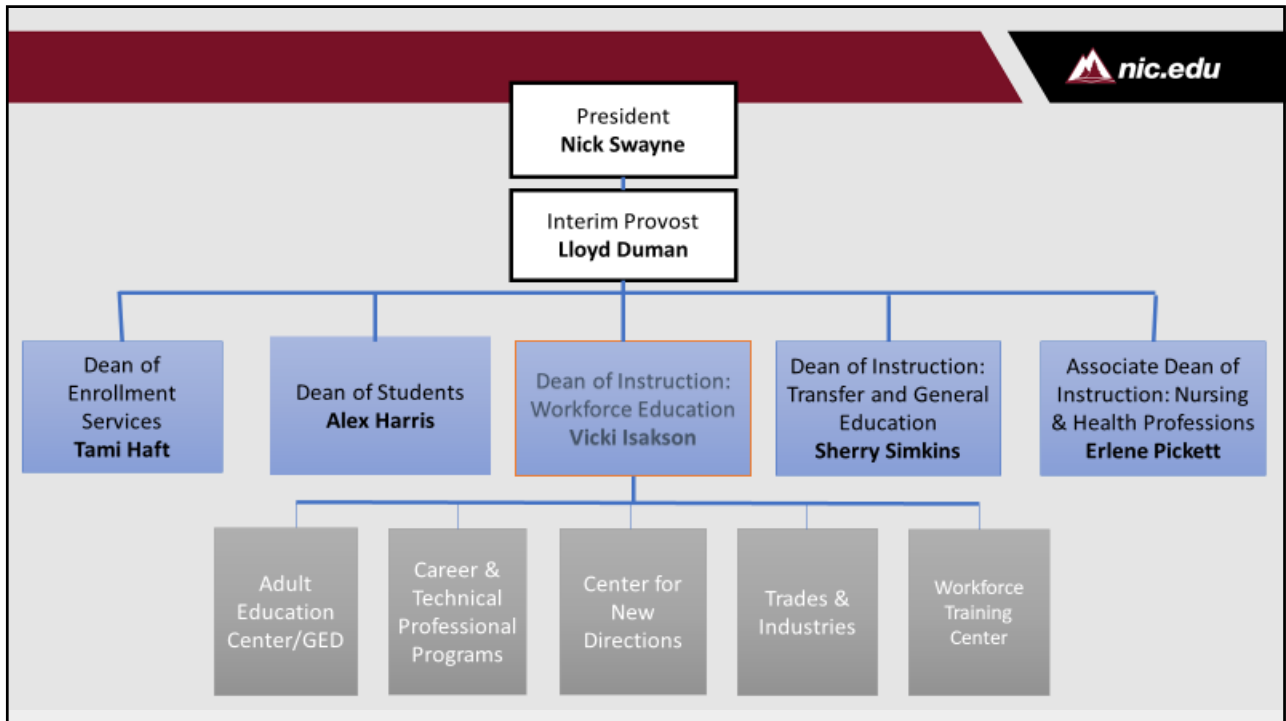 nic.edu
President
Nick Swayne
Interim Provost
Lloyd Duman
Dean of
Enrollment
Services
Tami Haft
Dean of Students
Alex Harris
Dean of Instruction:
Workforce Education
Vicki Isakson
Dean of Instruction:
Transfer and General
Education
Sherry Simkins
Associate Dean of
Instruction: Nursing
& Health Professions
Erlene Pickett
Adult
Education
Center/GED
Career &
Technical
Professional
Programs
Center for
New
Directions
Trades &
Industries
Workforce
Training
Center